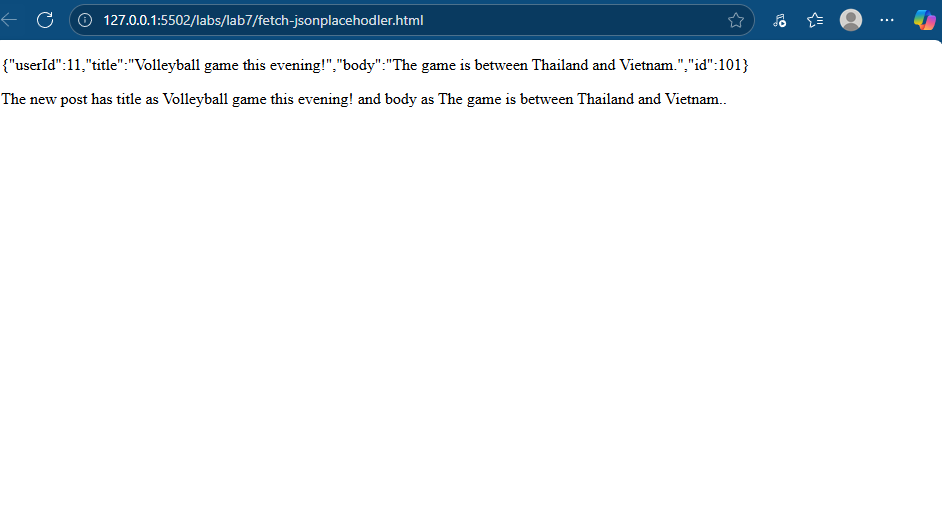 127.0.0.1:5502/labs/lab7/fetch-jsonplacehodler.html
{"userId":11,"title":"Volleyball game this evening!","body":"The game is between Thailand and Vietnam.","id":101}
The new post has title as Volleyball game this evening! and body as The game is between Thailand and Vietnam..